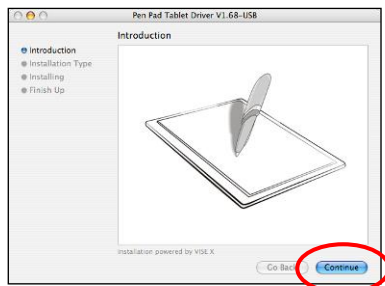 Pen Pad Tablet Driver V1.68-USB
Introduction
Introduction
Installation Type
Installing
Finish Up
Installation powered by VISE X
Go Back
Continue